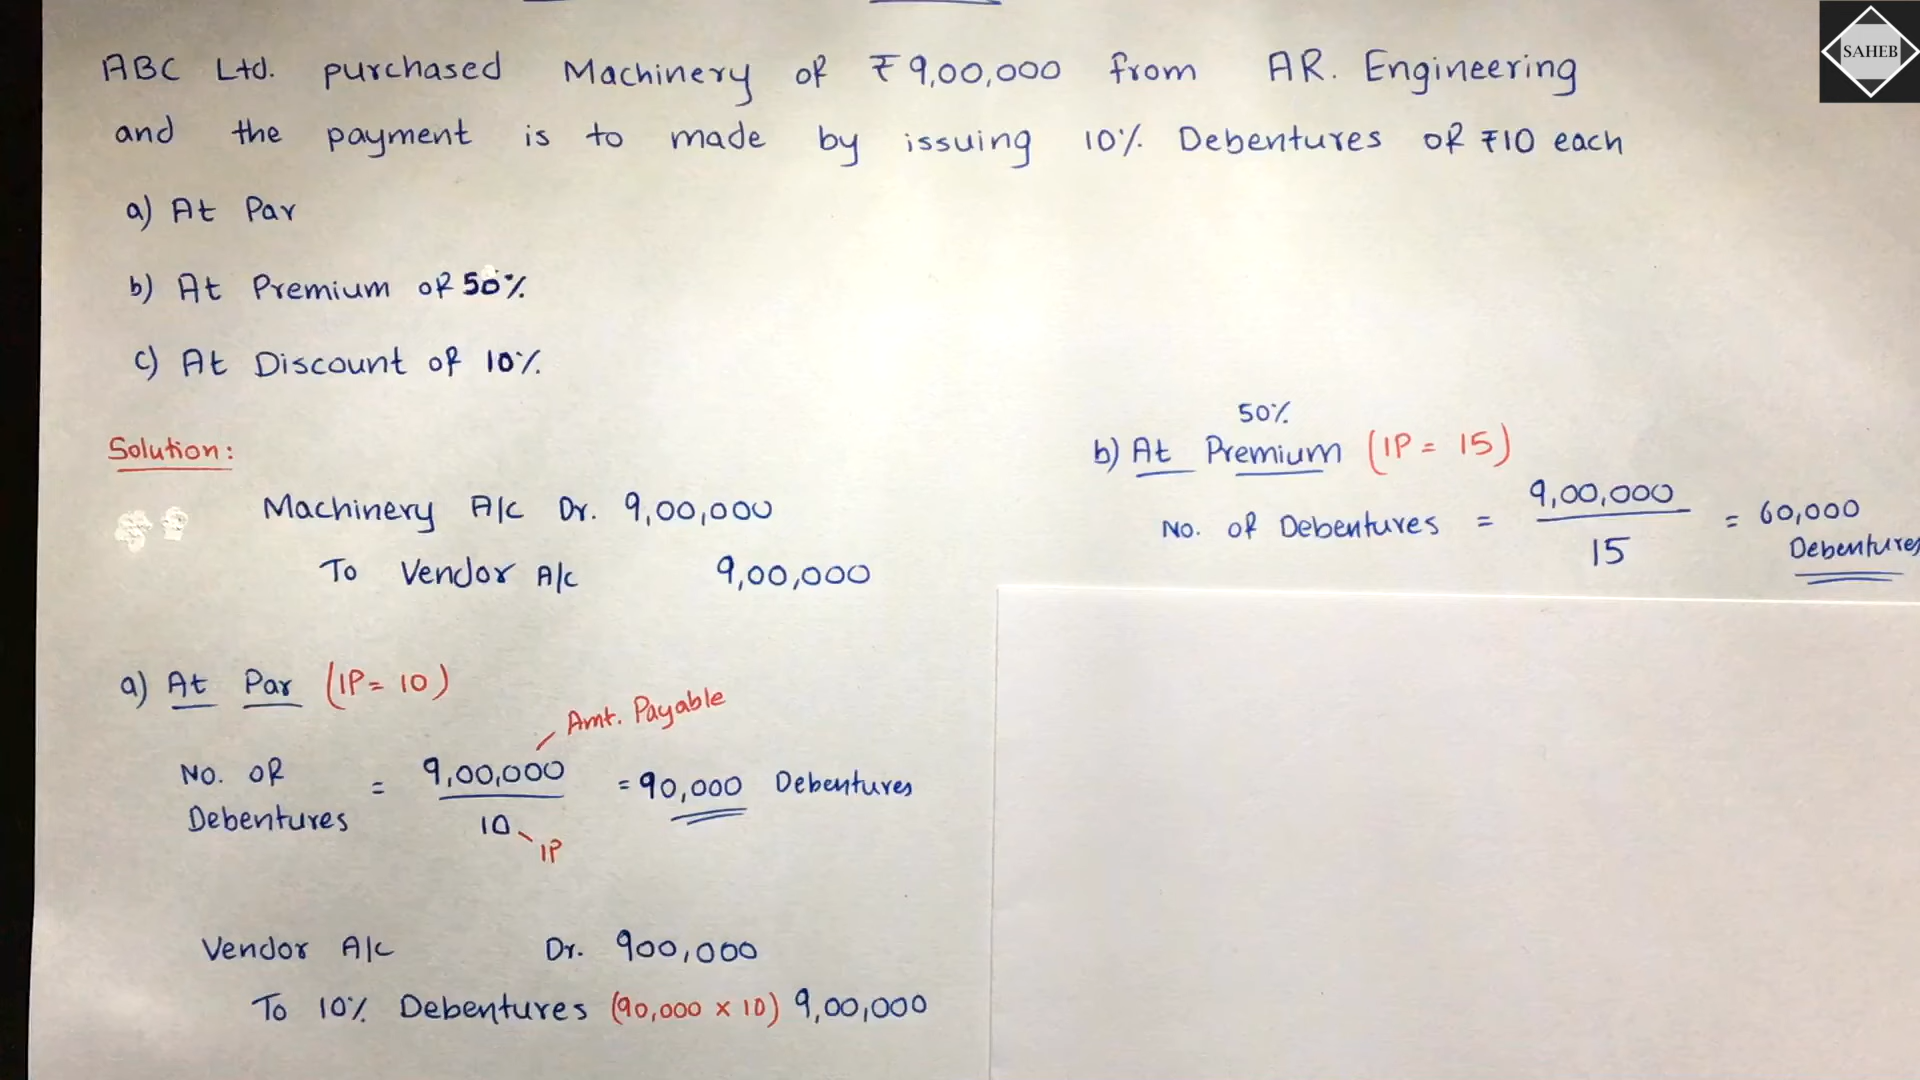 SAHEB
ABC Ltd. purchased Machinery of ₹9,00,000 from AR. Engineering
and the payment is to made by issuing 10% Debentures of ₹10 each
a) At Par
b) At Premium of 50%
c) At Discount of 10%
Solution:
Machinery A/c Dr. 9,00,000
To Vendor A/c 9,00,000
a) At Par (IP = 10)
Amt. Payable
No. of Debentures = 9,00,000 / 10 = 90,000 Debentures
IP
Vendor A/c Dr. 900,000
To 10% Debentures (90,000 x 10) 9,00,000
50%
b) At Premium (IP = 15)
No. of Debentures = 9,00,000 / 15 = 60,000
Debentures